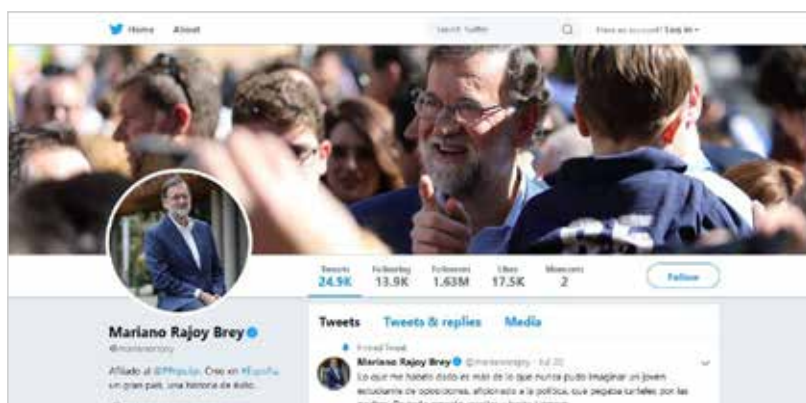 Home About
Search Twitter
Have an account? Log in
Tweets Following Followers Likes Moments
24.9K 13.9K 1.63M 17.5K 2
Follow
Mariano Rajoy Brey
@marianorajoy
Afiliado al @PPopular. Creo en #España,
un gran país, una historia de éxito.
Tweets Tweets & replies Media
Pinned Tweet
Mariano Rajoy Brey @marianorajoy · Jul 20
Lo que me habéis dado es más de lo que nunca pudo imaginar un joven
estudiante de oposiciones, aficionado a la política, que pegaba carteles por las